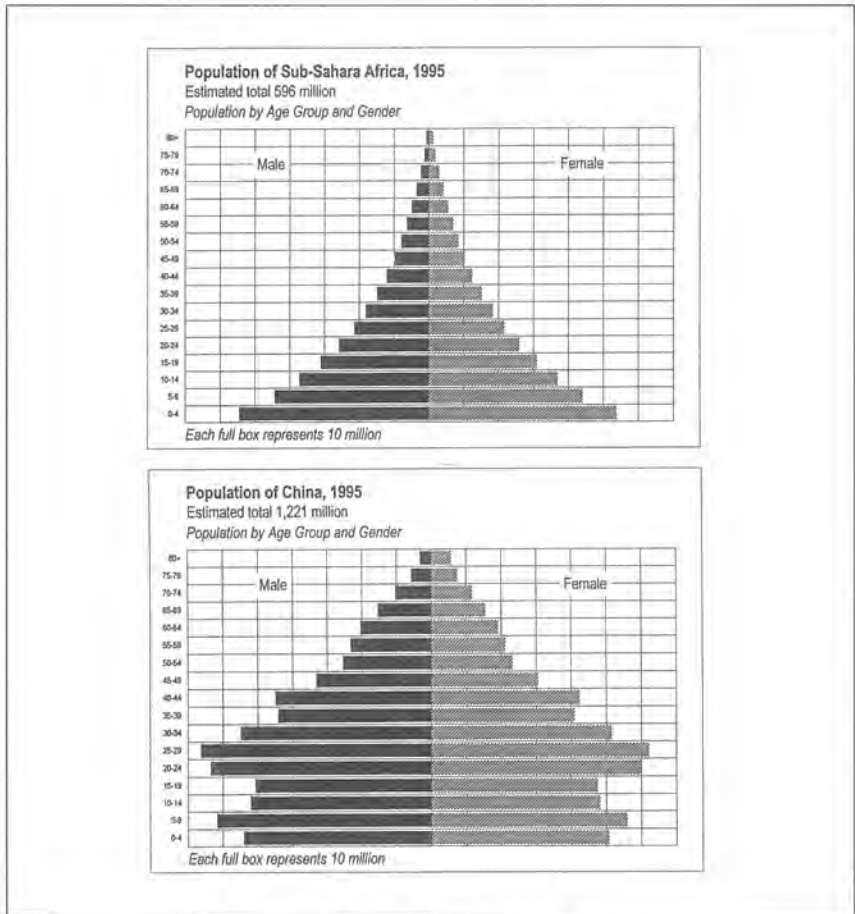 Population of Sub-Sahara Africa, 1995
Estimated total 596 million
Population by Age Group and Gender
80+
75-79
Male
Female
70-74
65-69
60-64
55-59
50-54
45-49
40-44
35-39
30-34
25-29
20-24
15-19
10-14
5-9
0-4
Each full box represents 10 million
Population of China, 1995
Estimated total 1,221 million
Population by Age Group and Gender
80+
75-79
Male
Female
70-74
65-69
60-64
55-59
50-54
45-49
40-44
35-39
30-34
25-29
20-24
15-19
10-14
5-9
0-4
Each full box represents 10 million